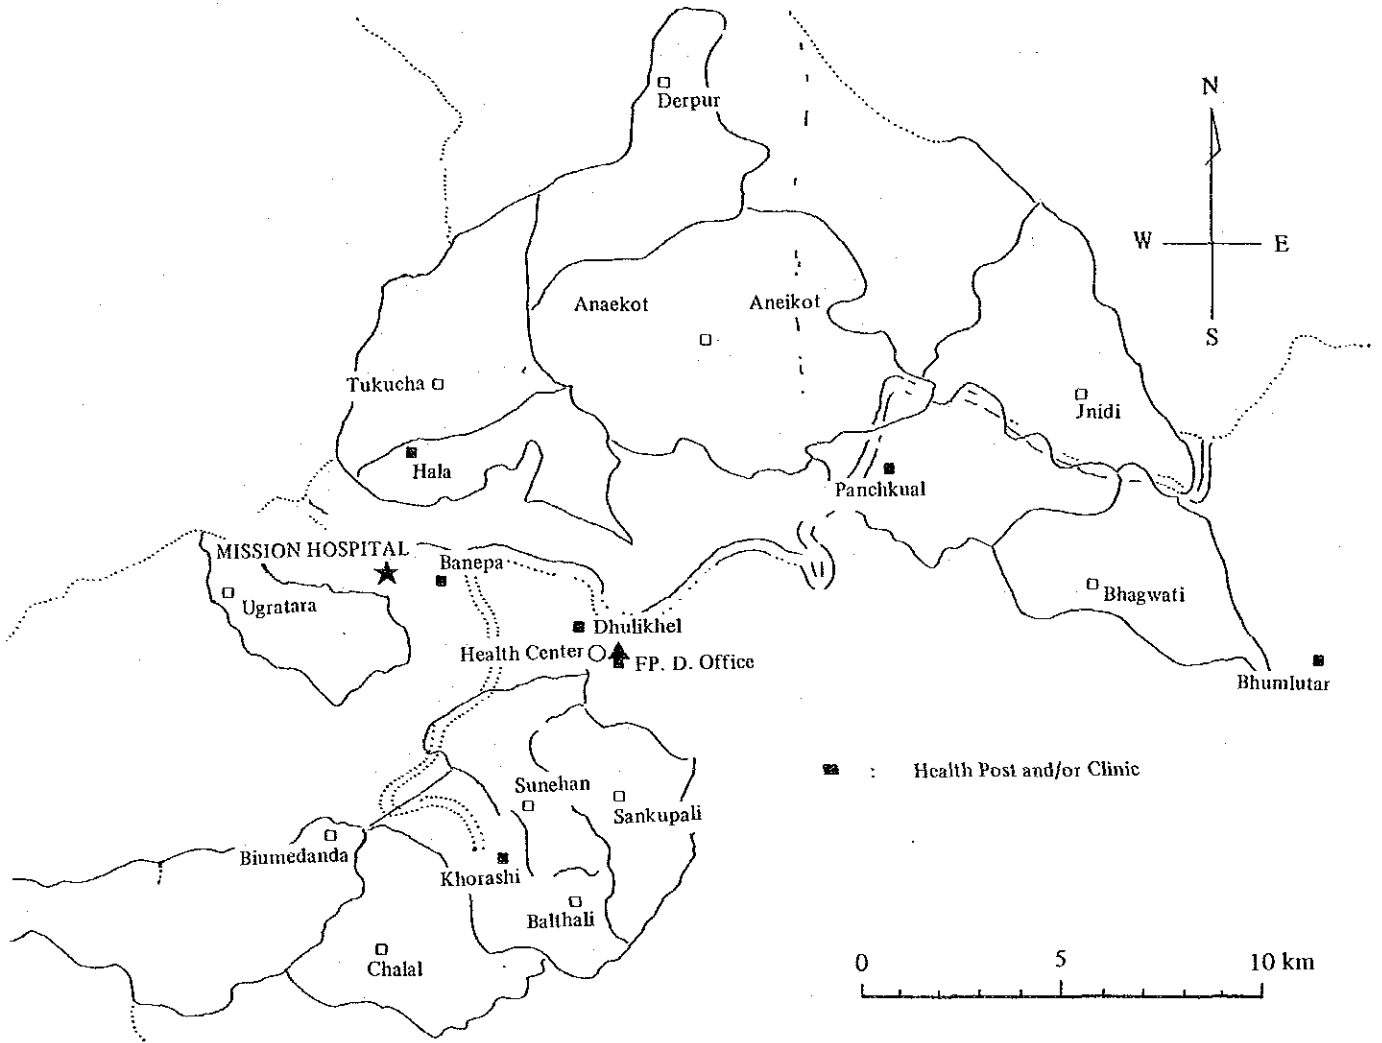 N
Derpur
W E
Anaekot Aneikot
S
Tukucha
Jnidi
Hala
Panchkual
MISSION HOSPITAL
Banepa
Ugratara
Bhagwati
Dhulikhel
Health Center
FP. D. Office
Bhumlutar
: Health Post and/or Clinic
Sunehan
Sankupali
Biumedanda
Khorashi
Balthali
Chalal
0 5 10 km